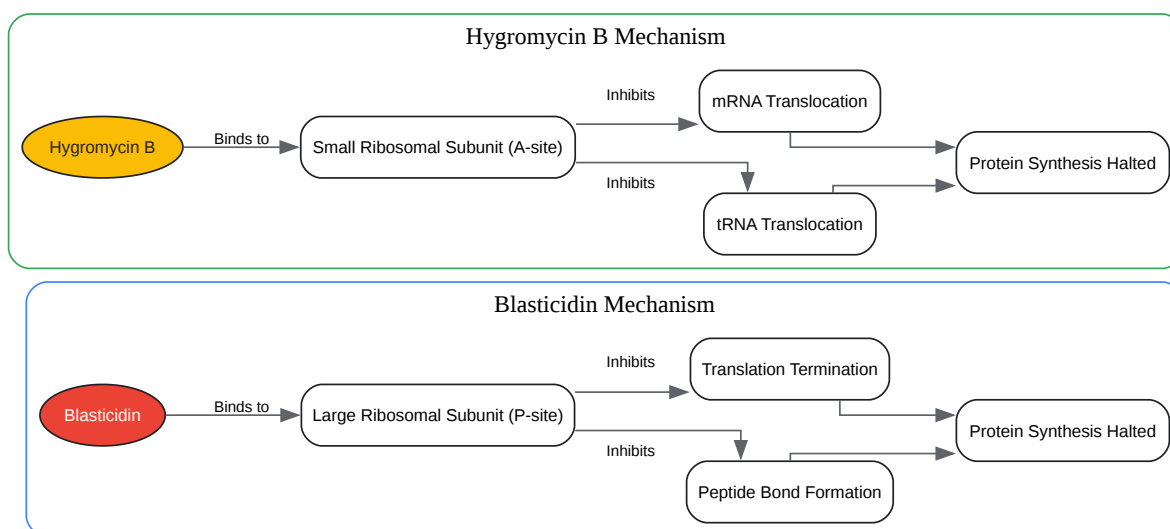 Hygromycin B Mechanism
Hygromycin B
Binds to
Small Ribosomal Subunit (A-site)
Inhibits
mRNA Translocation
Inhibits
tRNA Translocation
Protein Synthesis Halted
Blasticidin Mechanism
Blasticidin
Binds to
Large Ribosomal Subunit (P-site)
Inhibits
Translation Termination
Inhibits
Peptide Bond Formation
Protein Synthesis Halted